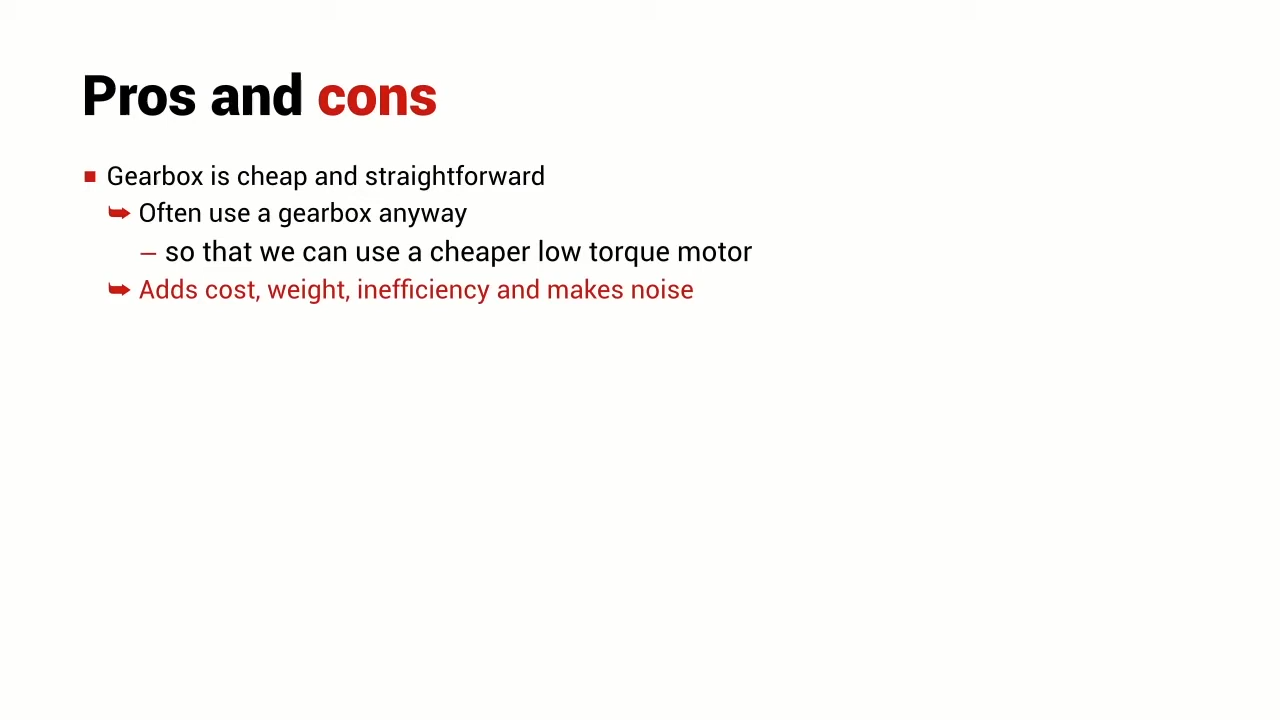 Pros and cons
Gearbox is cheap and straightforward
Often use a gearbox anyway
– so that we can use a cheaper low torque motor
Adds cost, weight, inefficiency and makes noise